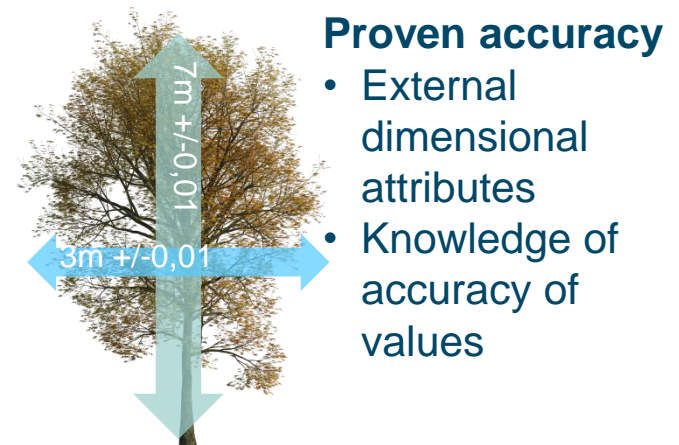 Proven accuracy
• External
dimensional
attributes
• Knowledge of
accuracy of
values
7m +/-0,01
3m +/-0,01